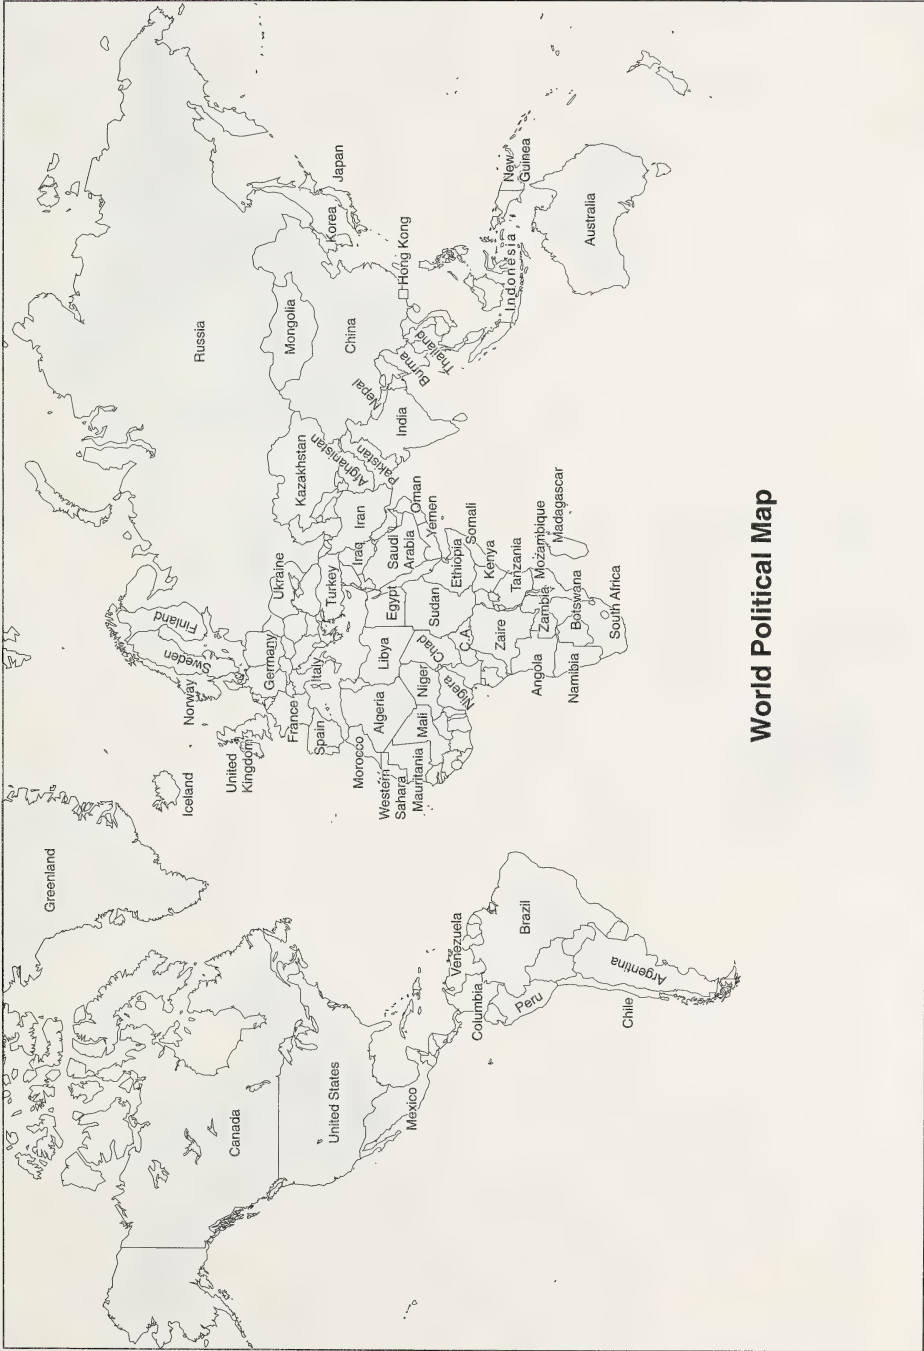 Greenland
Iceland
Canada
United States
Mexico
Columbia
Venezuela
Peru
Brazil
Chile
Argentina
Norway
Sweden
Finland
United
Kingdom
Germany
France
Spain
Italy
Ukraine
Turkey
Russia
Kazakhstan
Mongolia
China
Korea
Japan
Hong Kong
Afghanistan
Pakistan
Nepal
India
Burma
Thailand
Iran
Iraq
Saudi
Arabia
Oman
Yemen
Morocco
Western
Sahara
Mauritania
Algeria
Mali
Libya
Niger
Nigera
Egypt
Chad
Sudan
C.A.
Ethiopia
Somali
Kenya
Zaire
Tanzania
Angola
Zambia
Mozambique
Madagascar
Namibia
Botswana
South Africa
Indonesia
New
Guinea
Australia
World Political Map